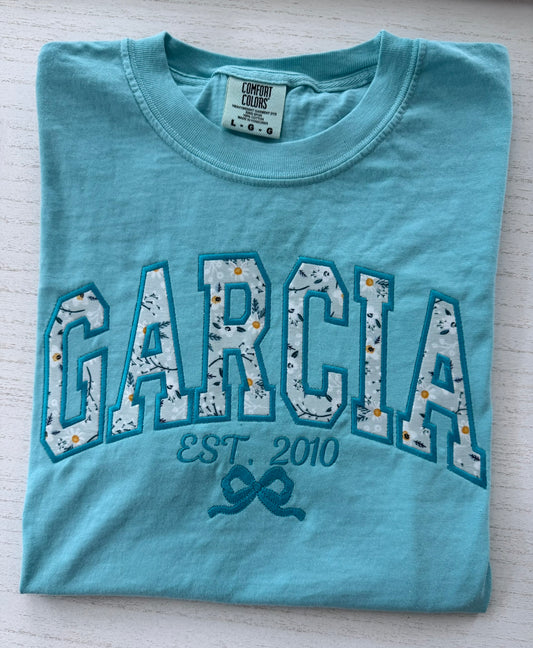 COMFORT
COLORS®
L - G - G
GARCIA
EST. 2010